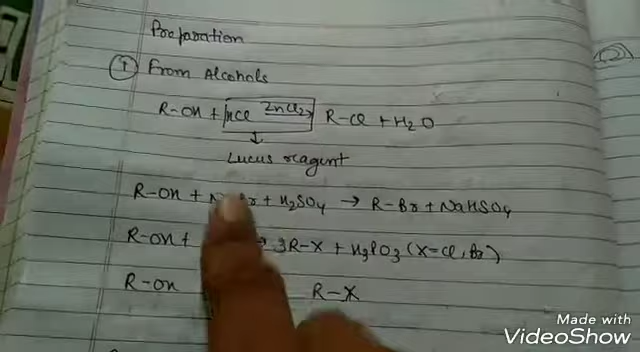 Preparation
① From Alcohols
R-OH + HCl ZnCl2 R-Cl + H2O
Lucus reagent
R-OH + + H2SO4 → R-Br + NaHSO4
R-OH + → 3R-X + H3PO3 (X=Cl, Br)
R-OH R-X
Made with
VideoShow